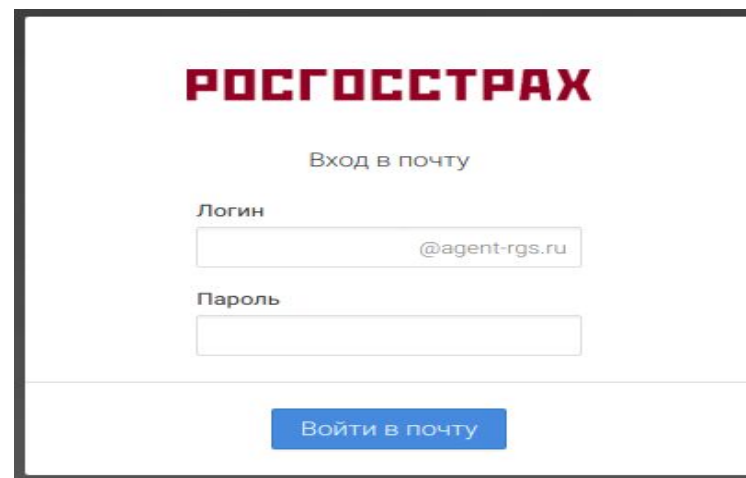 РОСГОССТРАХ
Вход в почту
Логин
@agent-rgs.ru
Пароль
Войти в почту